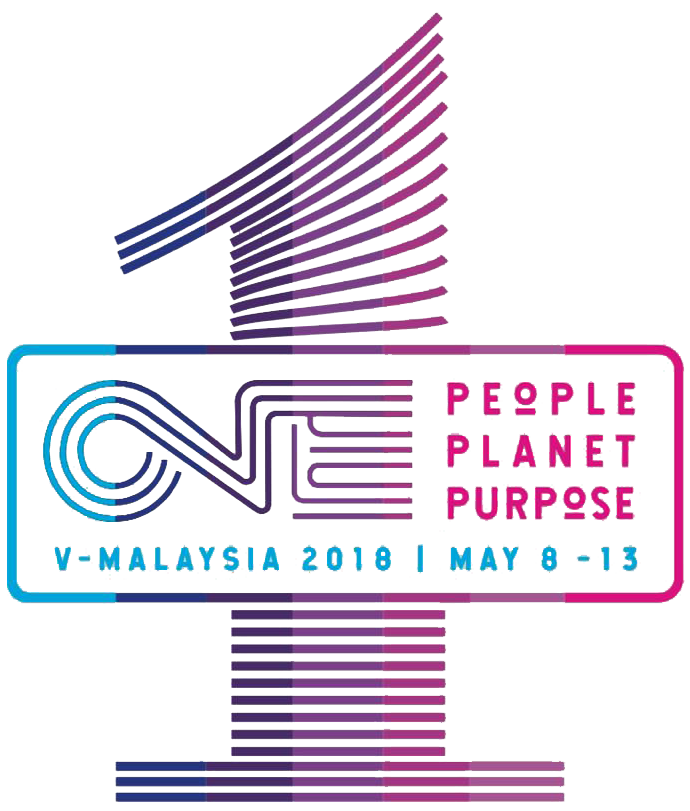 ONE
PEOPLE
PLANET
PURPOSE
V-MALAYSIA 2018 | MAY 8 -13